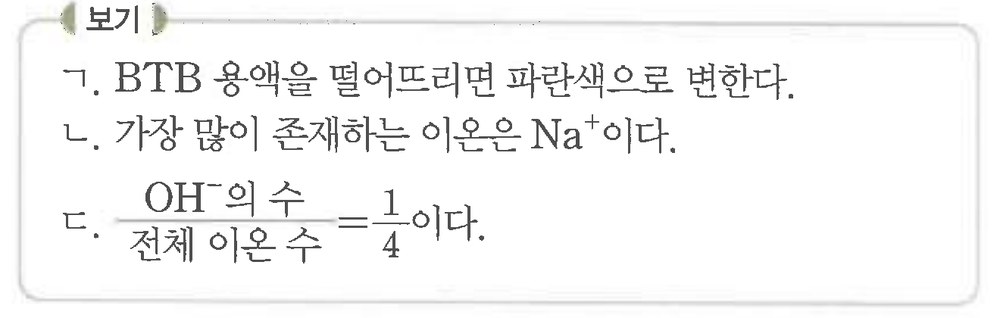 보기
ㄱ. BTB 용액을 떨어뜨리면 파란색으로 변한다.
ㄴ. 가장 많이 존재하는 이온은 Na⁺이다.
ㄷ. OH⁻의 수/전체 이온 수=1/4이다.